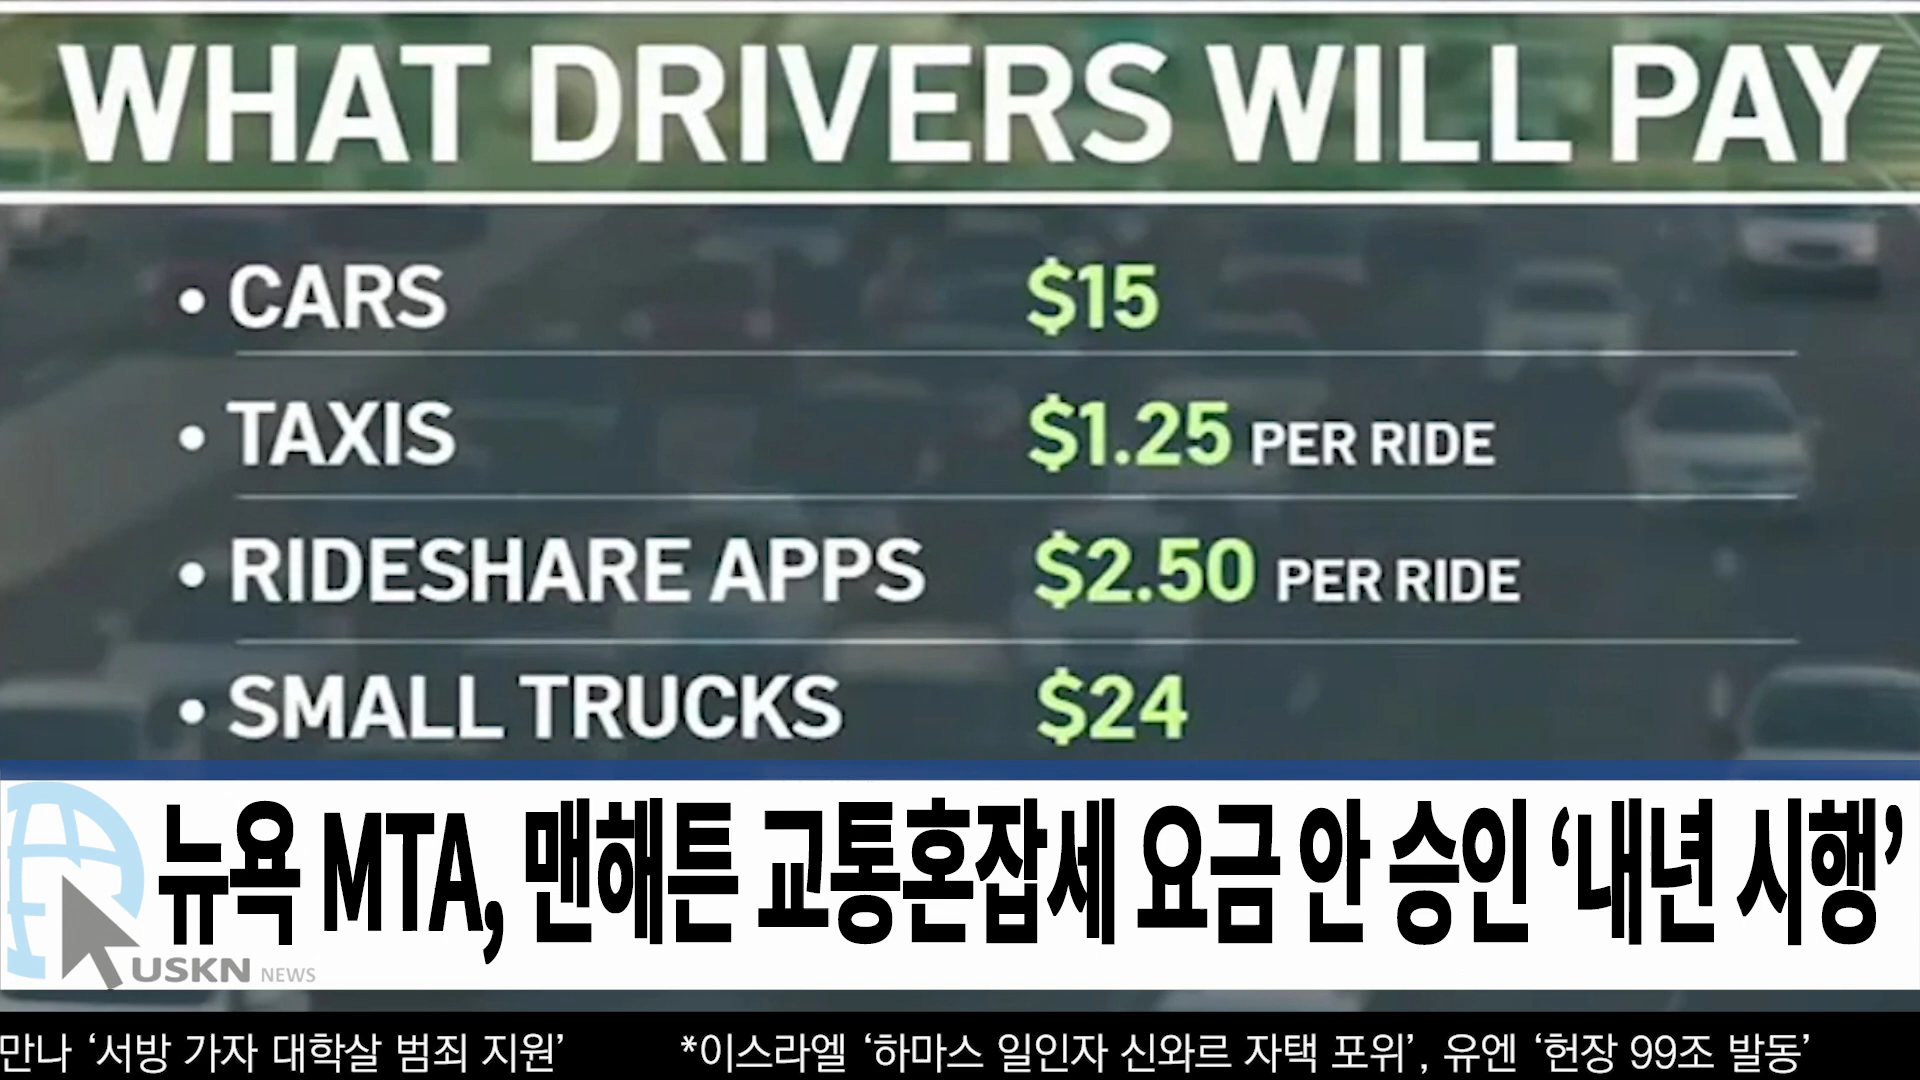 WHAT DRIVERS WILL PAY
• CARS $15
• TAXIS $1.25 PER RIDE
• RIDESHARE APPS $2.50 PER RIDE
• SMALL TRUCKS $24
뉴욕 MTA, 맨해튼 교통혼잡세 요금 안 승인 ‘내년 시행’
USKN NEWS
만나 ‘서방 가자 대학살 범죄 지원’ *이스라엘 ‘하마스 일인자 신와르 자택 포위’, 유엔 ‘헌장 99조 발동’